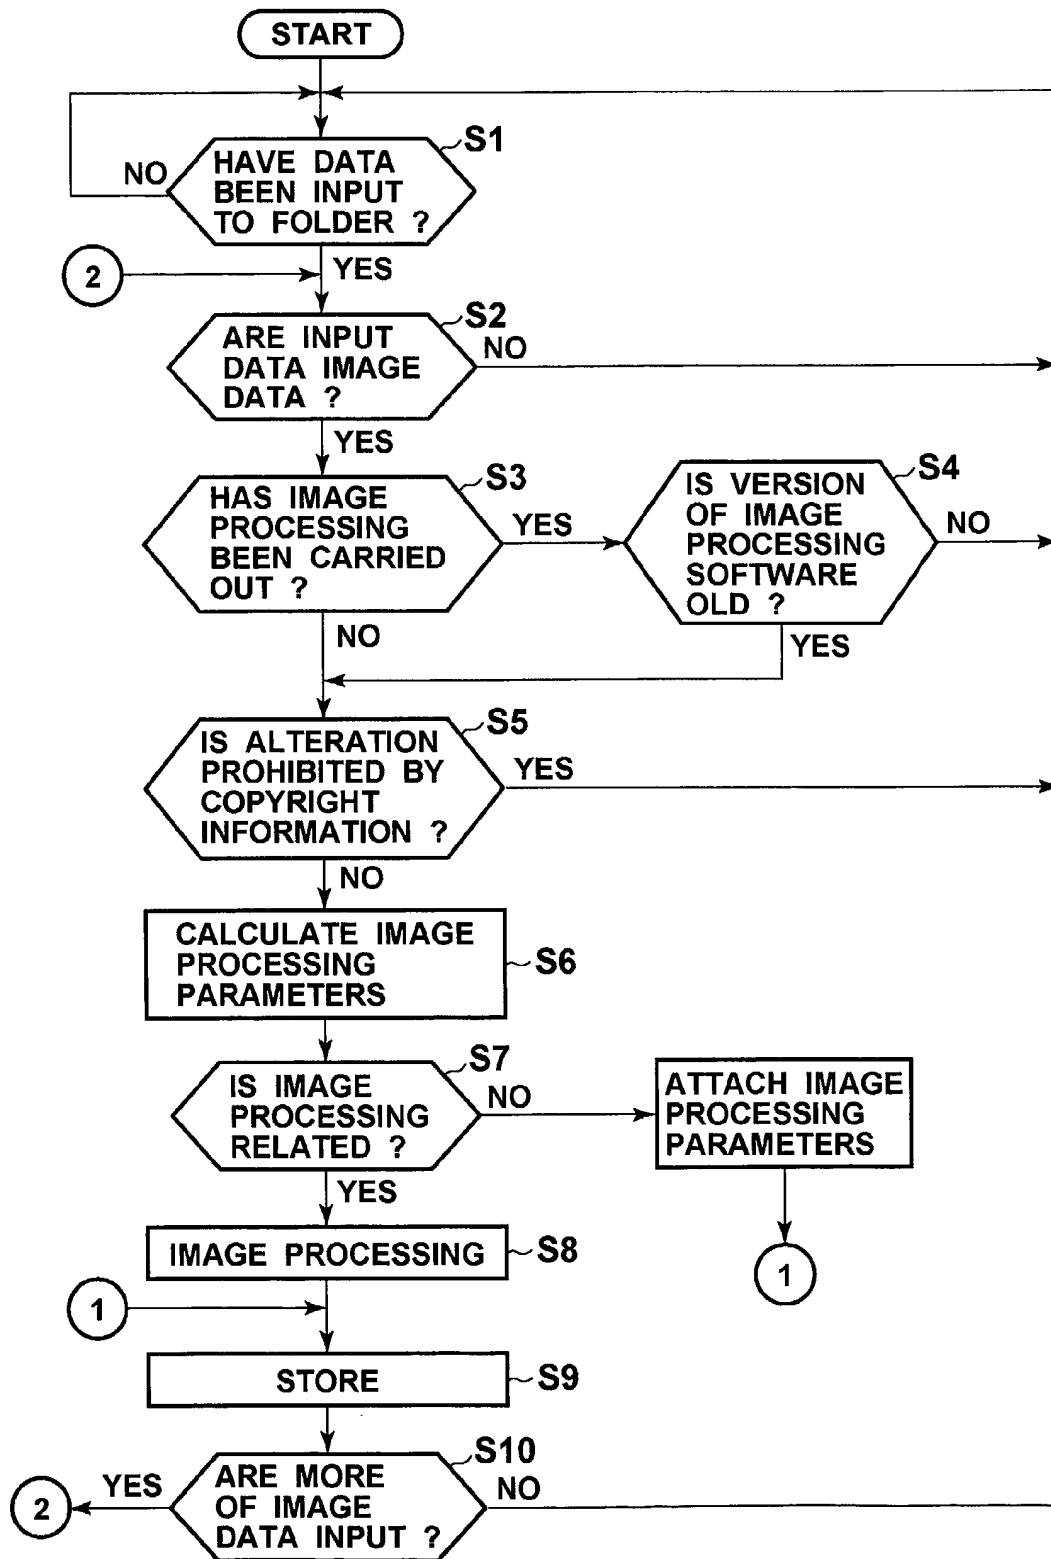 START
S1
HAVE DATA
BEEN INPUT
TO FOLDER ?
NO
YES
2
S2
ARE INPUT
DATA IMAGE
DATA ?
NO
YES
S3
HAS IMAGE
PROCESSING
BEEN CARRIED
OUT ?
YES
NO
S4
IS VERSION
OF IMAGE
PROCESSING
SOFTWARE
OLD ?
NO
YES
S5
IS ALTERATION
PROHIBITED BY
COPYRIGHT
INFORMATION ?
YES
NO
CALCULATE IMAGE
PROCESSING
PARAMETERS
S6
S7
IS IMAGE
PROCESSING
RELATED ?
NO
YES
ATTACH IMAGE
PROCESSING
PARAMETERS
1
IMAGE PROCESSING
S8
1
STORE
S9
S10
ARE MORE
OF IMAGE
DATA INPUT ?
YES
2
NO